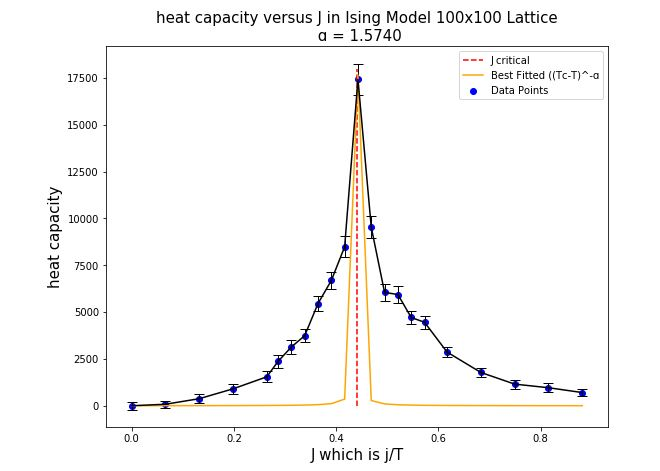 heat capacity versus J in Ising Model 100x100 Lattice
α = 1.5740
J critical
Best Fitted ((Tc-T)^-α
Data Points
heat capacity
17500
15000
12500
10000
7500
5000
2500
0
0.0 0.2 0.4 0.6 0.8
J which is j/T